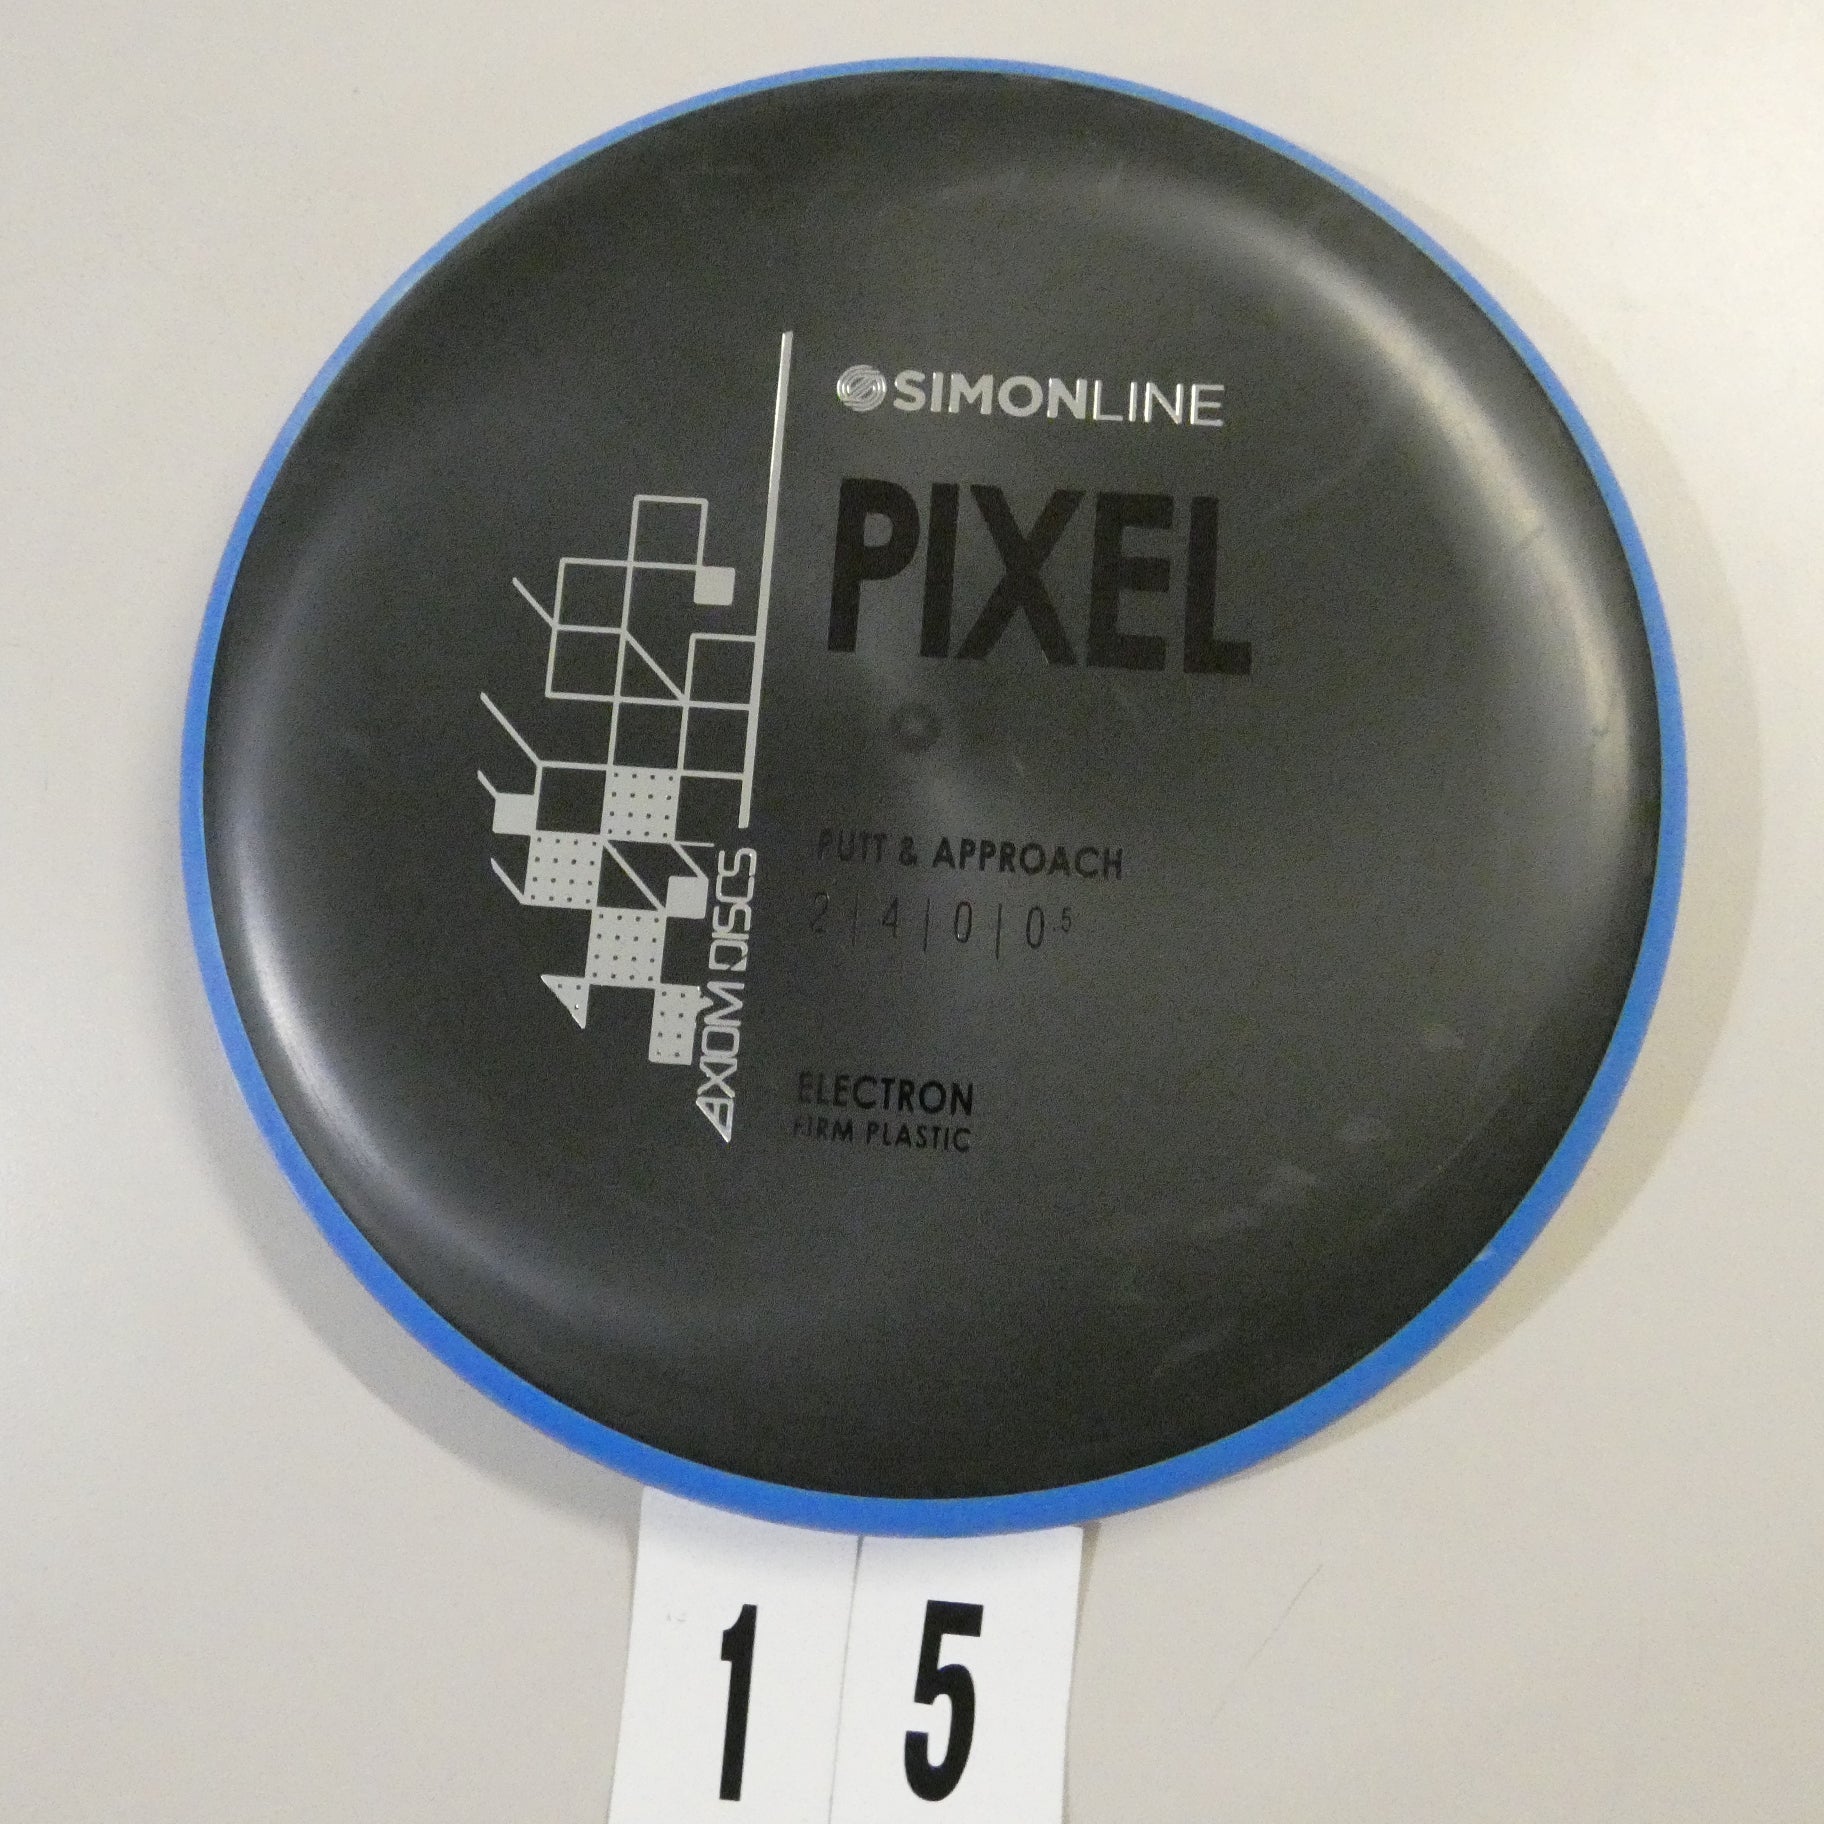 SIMONLINE
PIXEL
PUTT & APPROACH
2 | 4 | 0 | 0.5
ELECTRON
FIRM PLASTIC
AXIOM DISCS
1 5